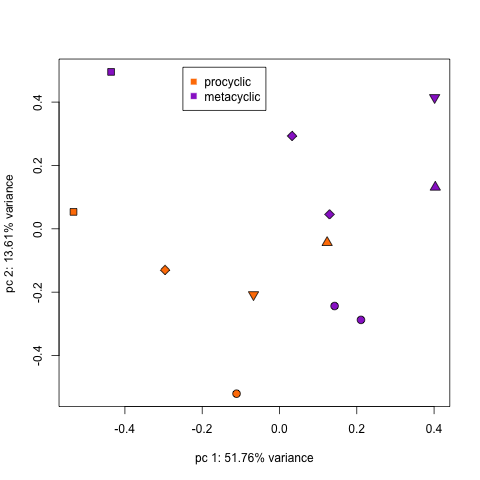 procyclic
metacyclic
0.4
0.2
0.0
-0.2
-0.4
pc 2: 13.61% variance
-0.4 -0.2 0.0 0.2 0.4
pc 1: 51.76% variance